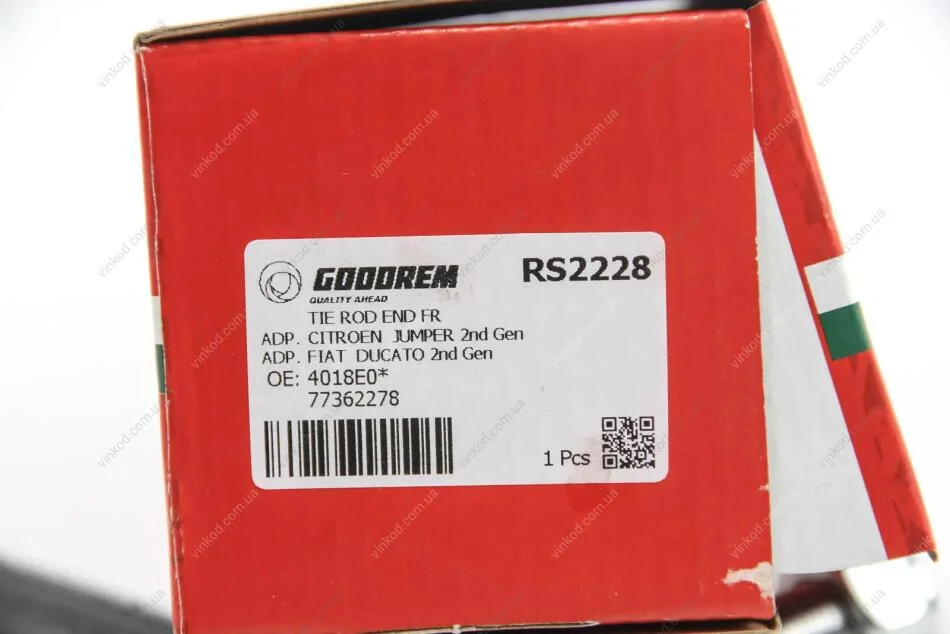 GOODREM
QUALITY AHEAD
RS2228
TIE ROD END FR
ADP. CITROEN JUMPER 2nd Gen
ADP. FIAT DUCATO 2nd Gen
OE: 4018E0*
77362278
1 Pcs
vinkod.com.ua